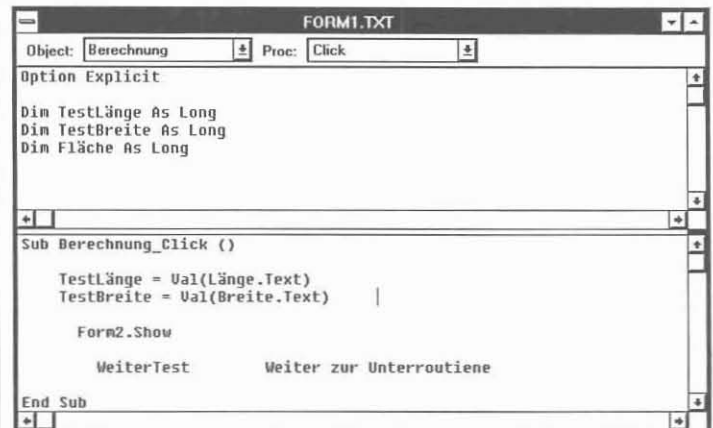 FORM1.TXT
Object: Berechnung Proc: Click
Option Explicit
Dim TestLänge As Long
Dim TestBreite As Long
Dim Fläche As Long
Sub Berechnung_Click ()
TestLänge = Val(Länge.Text)
TestBreite = Val(Breite.Text)
Form2.Show
WeiterTest Weiter zur Unterroutiene
End Sub